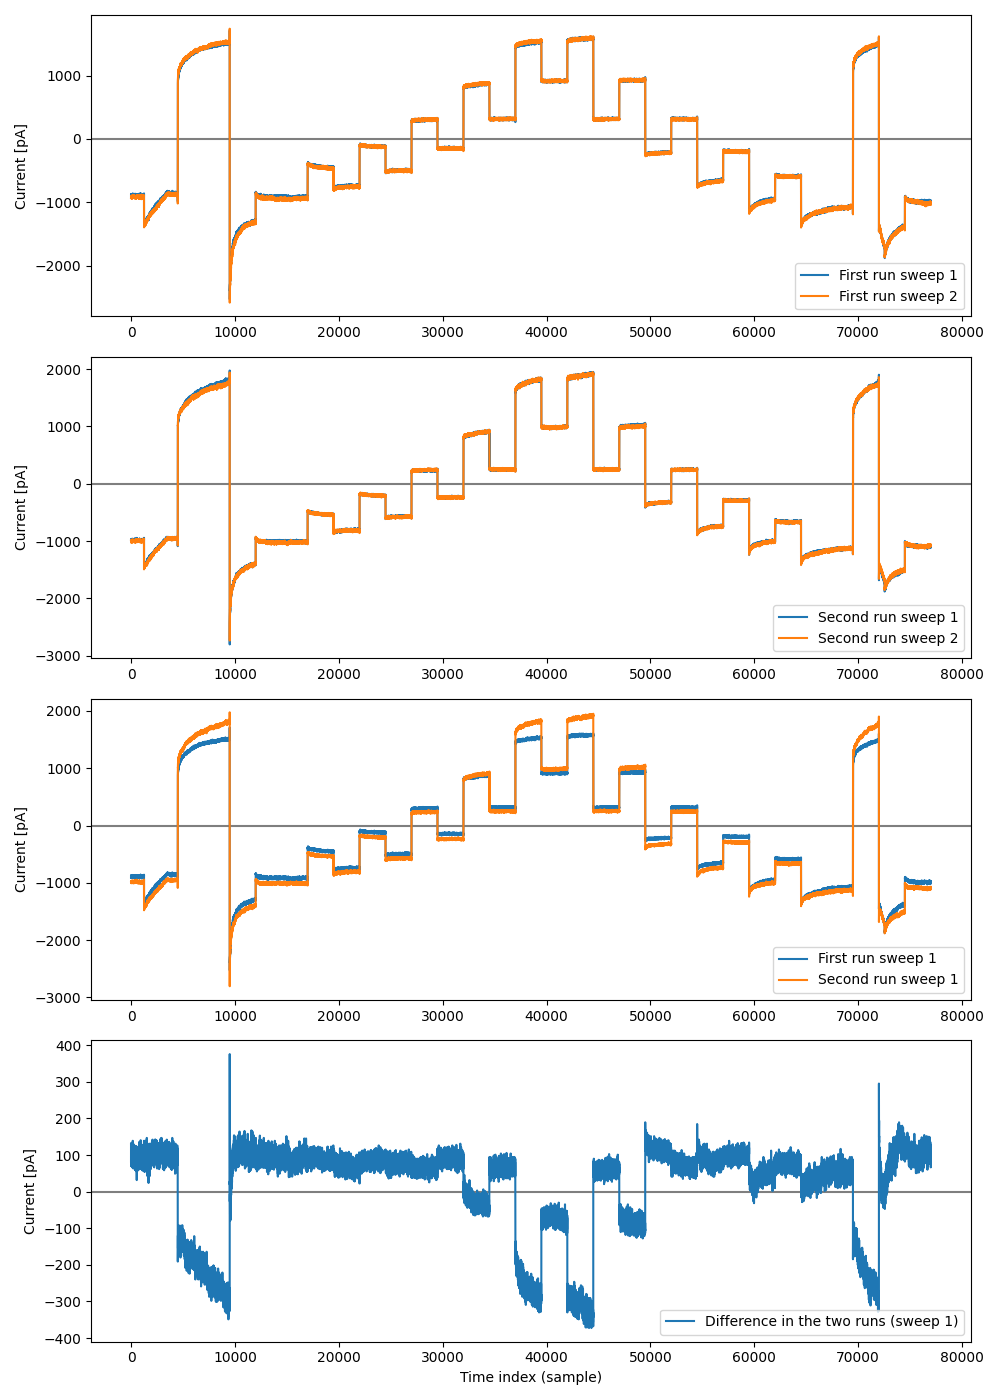 1000
0
−1000
−2000
Current [pA]
First run sweep 1
First run sweep 2
0 10000 20000 30000 40000 50000 60000 70000 80000
2000
1000
0
−1000
−2000
−3000
Current [pA]
Second run sweep 1
Second run sweep 2
0 10000 20000 30000 40000 50000 60000 70000 80000
2000
1000
0
−1000
−2000
−3000
Current [pA]
First run sweep 1
Second run sweep 1
0 10000 20000 30000 40000 50000 60000 70000 80000
400
300
200
100
0
−100
−200
−300
−400
Current [pA]
Difference in the two runs (sweep 1)
0 10000 20000 30000 40000 50000 60000 70000 80000
Time index (sample)